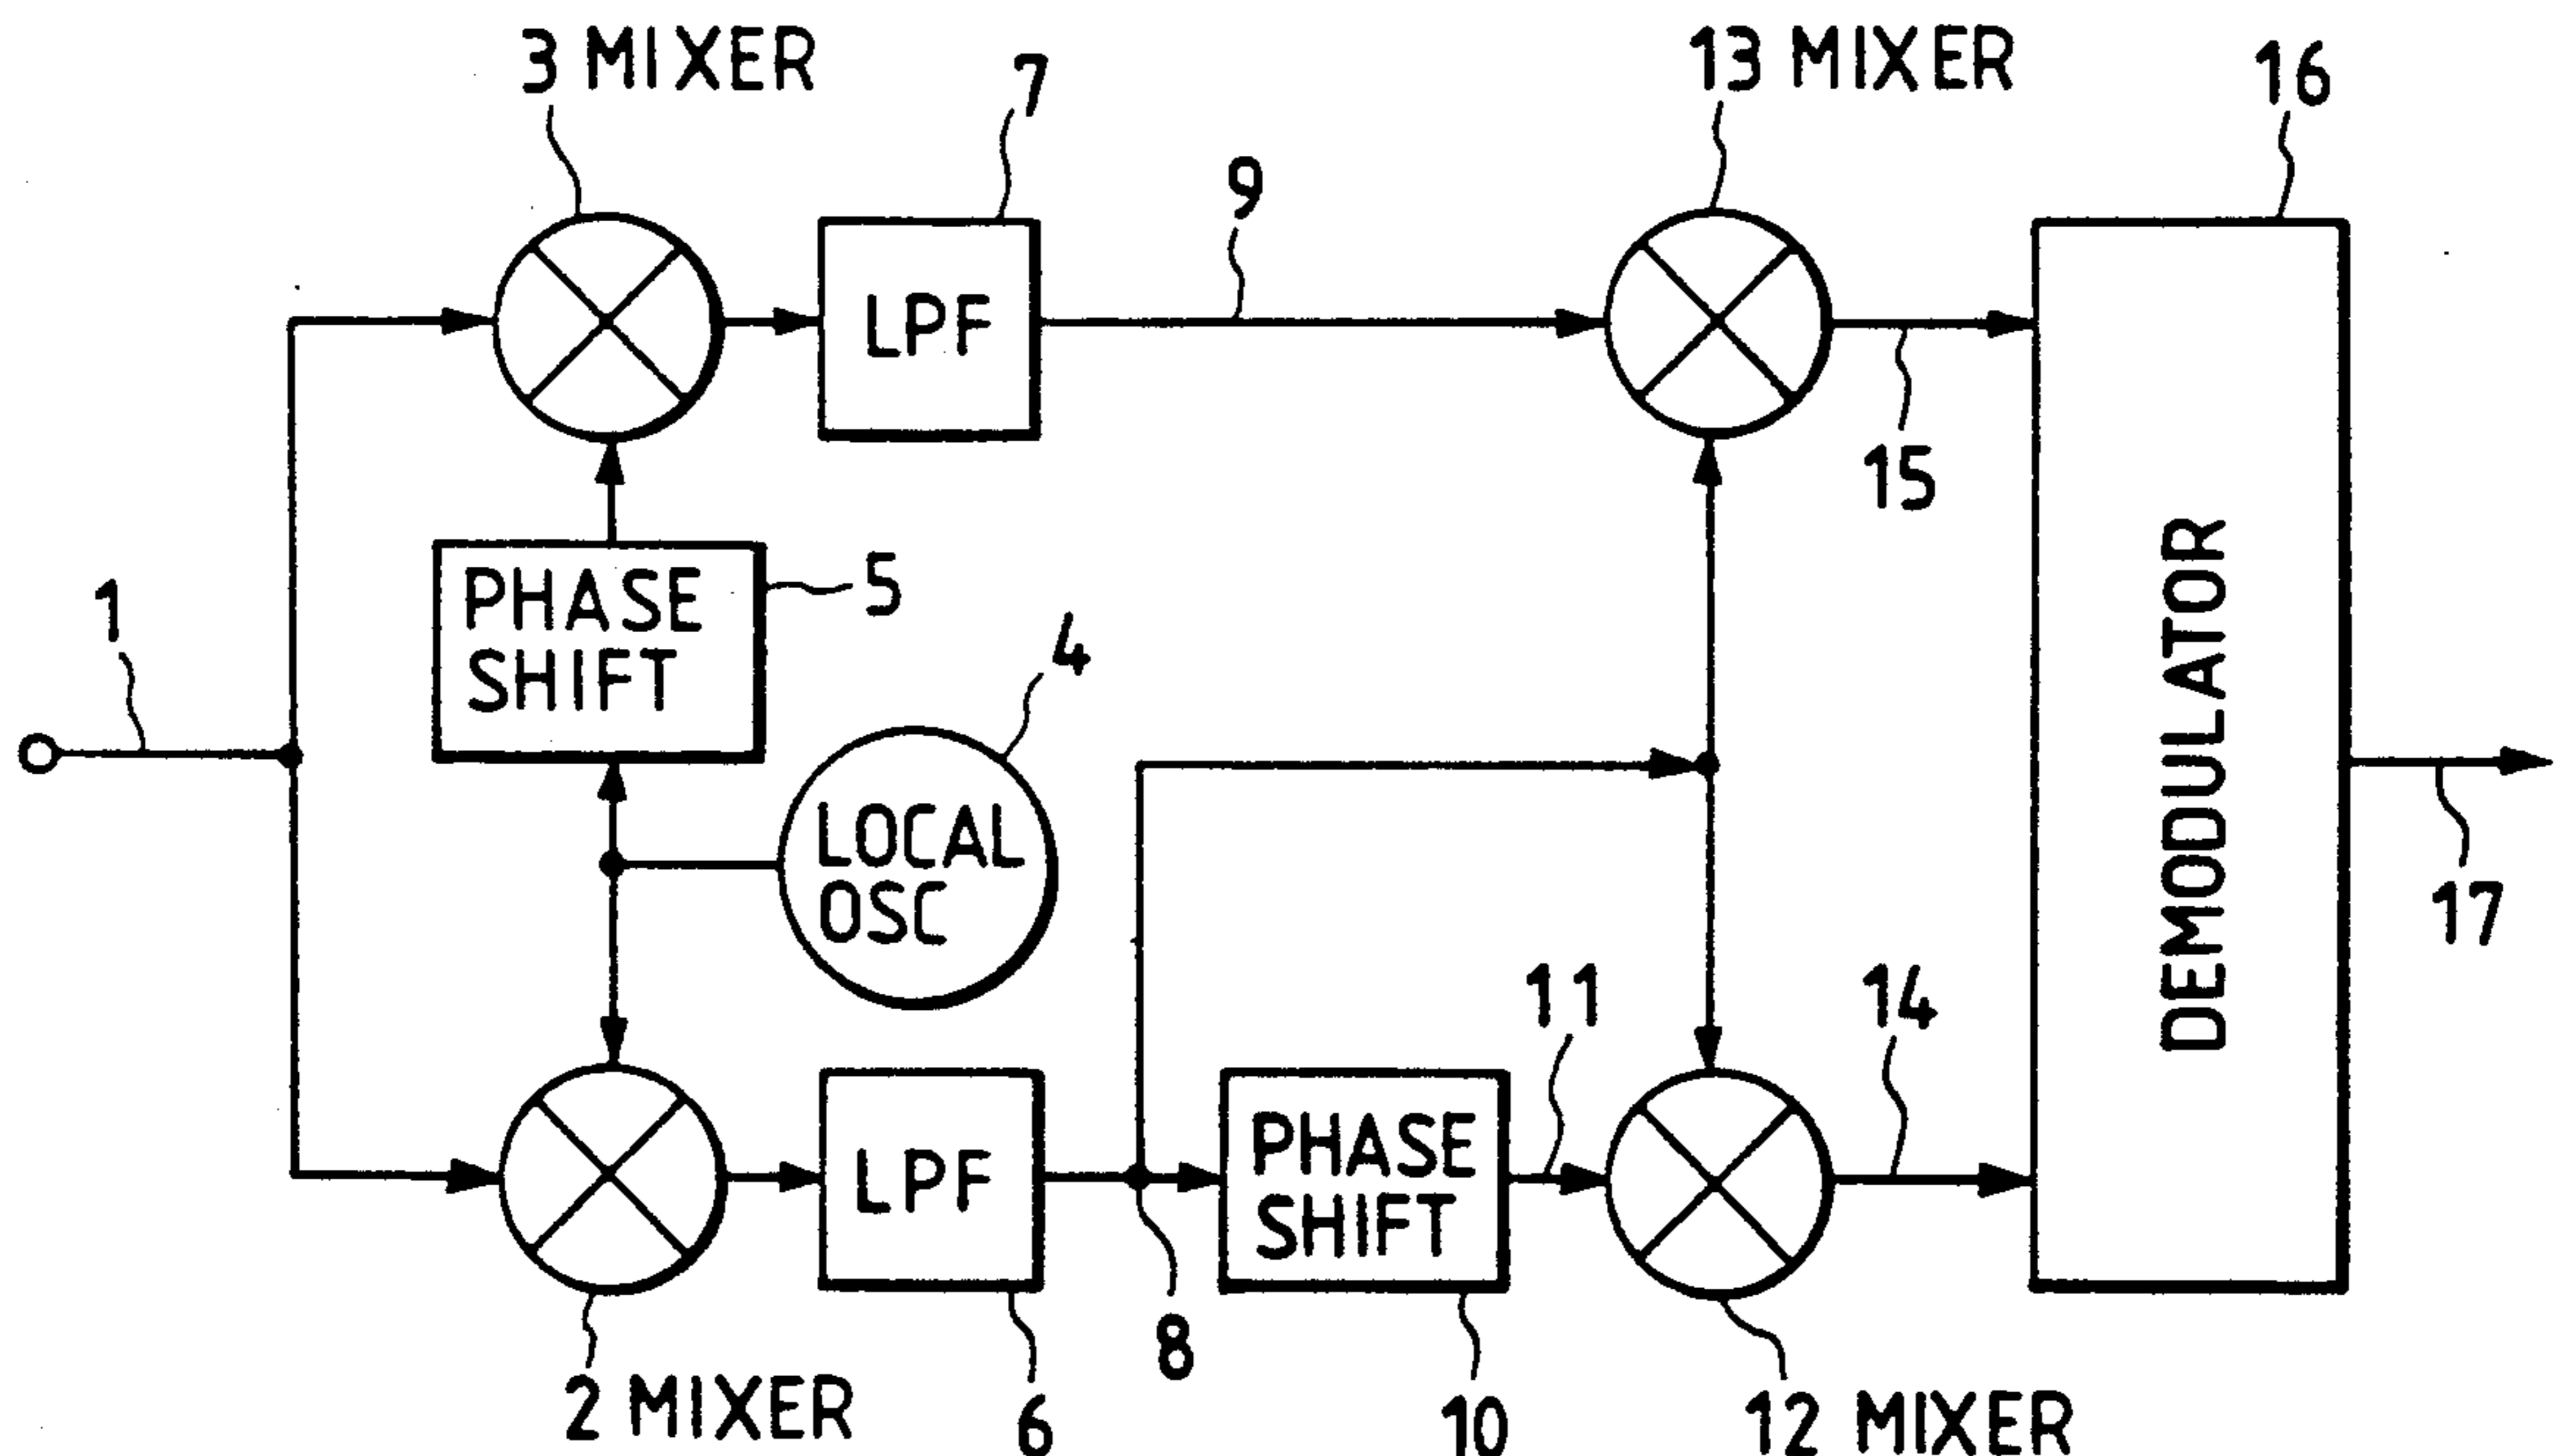 3 MIXER
7
13 MIXER
16
9
LPF
15
PHASE
SHIFT
5
1
4
LOCAL
OSC
DEMODULATOR
17
11
14
LPF
PHASE
SHIFT
8
2 MIXER
6
10
12 MIXER